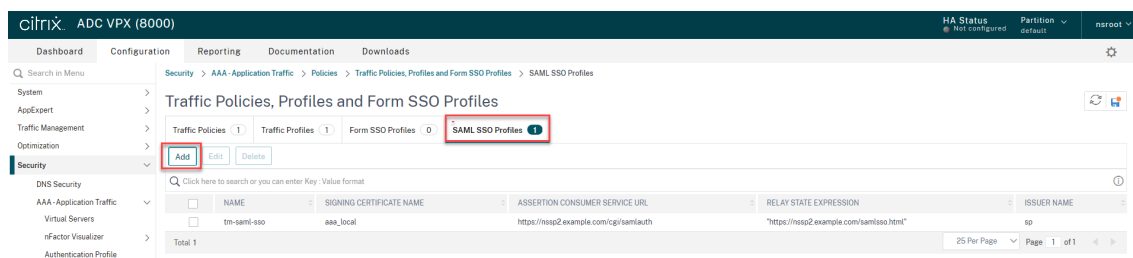 citrix. ADC VPX (8000)
HA Status
Not configured
Partition
default
nsroot
Dashboard Configuration Reporting Documentation Downloads
Search in Menu
Security > AAA - Application Traffic > Policies > Traffic Policies, Profiles and Form SSO Profiles > SAML SSO Profiles
System
AppExpert
Traffic Management
Optimization
Security
DNS Security
AAA - Application Traffic
Virtual Servers
nFactor Visualizer
Authentication Profile
Traffic Policies, Profiles and Form SSO Profiles
Traffic Policies 1 Traffic Profiles 1 Form SSO Profiles 0 SAML SSO Profiles 1
Add Edit Delete
Click here to search or you can enter Key : Value format
NAME SIGNING CERTIFICATE NAME ASSERTION CONSUMER SERVICE URL RELAY STATE EXPRESSION ISSUER NAME
tm-saml-sso aaa_local https://nssp2.example.com/cgi/samlauth "https://nssp2.example.com/samlsso.html" sp
Total 1
25 Per Page Page 1 of 1